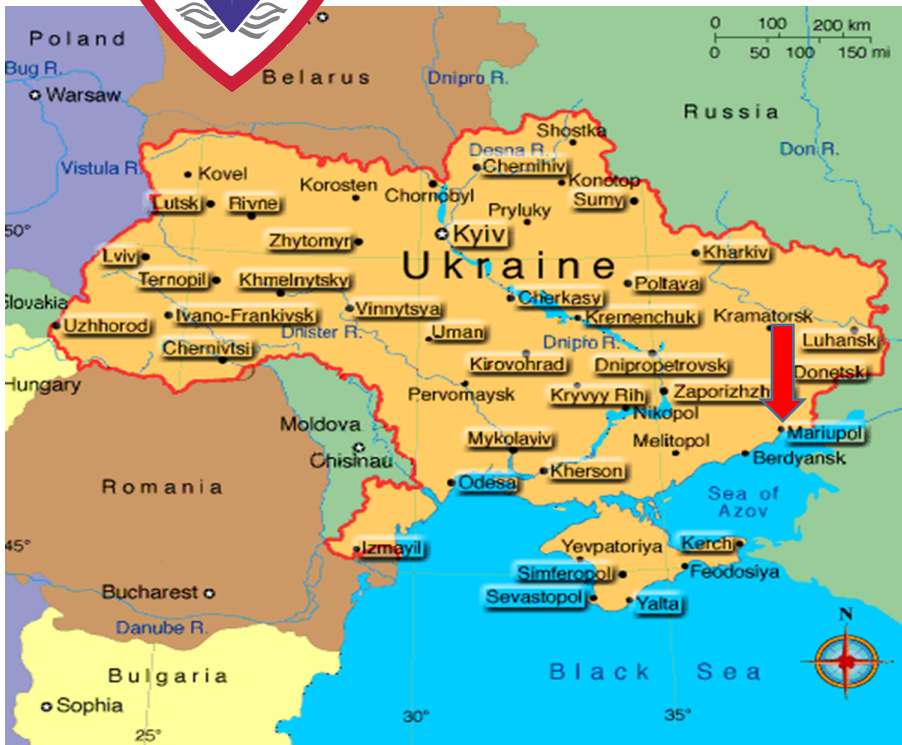 0 100 200 km
0 50 100 150 mi
Poland
Bug R.
Warsaw
Belarus
Dnipro R.
Russia
Don R.
Vistula R.
Shostka
Desna R.
Chernihiv
Konotop
Kovel
Korosten
Chornobyl
Sumy
Lutsk
Rivne
Pryluky
50°
Kyiv
Zhytomyr
Kharkiv
Lviv
Ukraine
Ternopil
Khmelnytsky
Poltava
Slovakia
Cherkasy
Uzhhorod
Ivano-Frankivsk
Vinnytsya
Kremenchuk
Kramatorsk
Dnister R.
Uman
Dnipro R.
Luhansk
Chernivtsi
Kirovohrad
Dnipropetrovsk
Donetsk
Hungary
Pervomaysk
Kryvyy Rih
Zaporizhzh
Nikopol
Moldova
Mykolayiv
Melitopol
Mariupol
Chisinau
Kherson
Berdyansk
Romania
Odesa
Sea of
Azov
45°
Izmayil
Yevpatoriya
Kerch
Simferopol
Feodosiya
Bucharest
Sevastopol
Yalta
N
Danube R.
Bulgaria
Black Sea
Sophia
25°
30°
35°